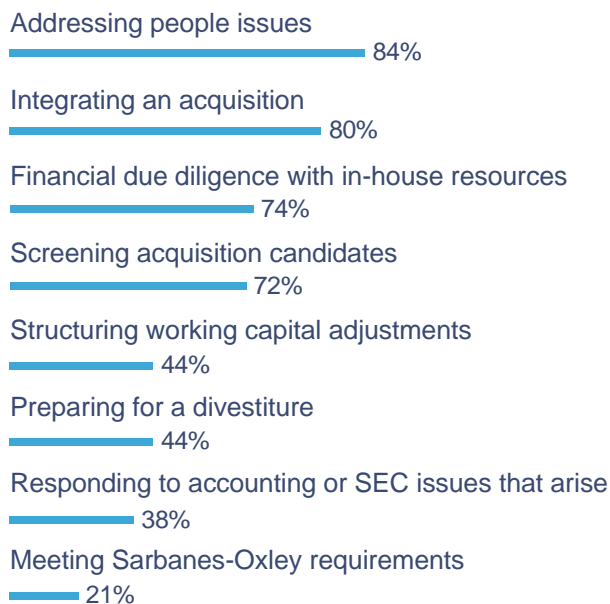 Addressing people issues
84%
Integrating an acquisition
80%
Financial due diligence with in-house resources
74%
Screening acquisition candidates
72%
Structuring working capital adjustments
44%
Preparing for a divestiture
44%
Responding to accounting or SEC issues that arise
38%
Meeting Sarbanes-Oxley requirements
21%